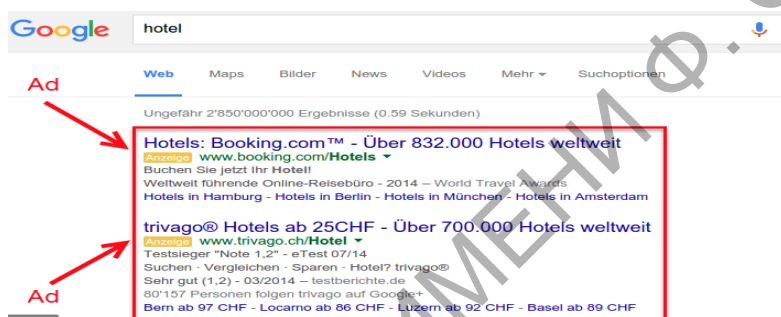 Google
hotel
Web Maps Bilder News Videos Mehr Suchoptionen
Ad
Ungefähr 2'850'000'000 Ergebnisse (0.59 Sekunden)
Hotels: Booking.com™ - Über 832.000 Hotels weltweit
Anzeige www.booking.com/Hotels
Buchen Sie jetzt Ihr Hotel!
Weltweit führende Online-Reisebüro - 2014 – World Travel Awards
Hotels in Hamburg - Hotels in Berlin - Hotels in München - Hotels in Amsterdam
trivago® Hotels ab 25CHF - Über 700.000 Hotels weltweit
Anzeige www.trivago.ch/Hotel
Testsieger "Note 1,2" - eTest 07/14
Suchen · Vergleichen · Sparen · Hotel? trivago®
Sehr gut (1,2) - 03/2014 – testberichte.de
80'157 Personen folgen trivago auf Google+
Ad
Bern ab 97 CHF - Locarno ab 86 CHF - Luzern ab 92 CHF - Basel ab 89 CHF
ИМЕНИ Ф.